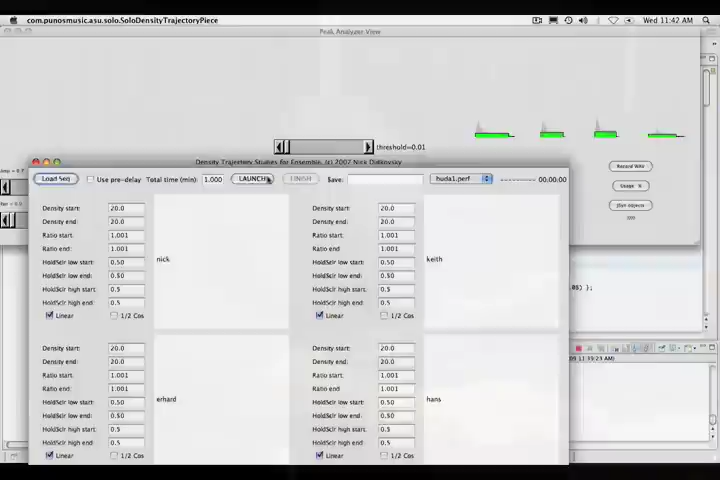 com.punosmusic.asu.solo.SoloDensityTrajectoryPiece
Wed 11:42 AM
Peak Analyzer View
(threshold=0.01
Record WAV
Usage
JSyn objects
Density Trajectory Studies for Ensemble, (c) 2007 Nick Didkovsky
Load Seq
Use pre-delay
Total time (min):
1.000
LAUNCH
FINISH
Save:
huda1.perf
---------- 00:00:00
Density start: 20.0
Density end: 20.0
Ratio start: 1.001
Ratio end: 1.001
HoldSclr low start: 0.50
HoldSclr low end: 0.50
HoldSclr high start: 0.5
HoldSclr high end: 0.5
Linear 1/2 Cos
nick
Density start: 20.0
Density end: 20.0
Ratio start: 1.001
Ratio end: 1.001
HoldSclr low start: 0.50
HoldSclr low end: 0.50
HoldSclr high start: 0.5
HoldSclr high end: 0.5
Linear 1/2 Cos
keith
Density start: 20.0
Density end: 20.0
Ratio start: 1.001
Ratio end: 1.001
HoldSclr low start: 0.50
HoldSclr low end: 0.50
HoldSclr high start: 0.5
HoldSclr high end: 0.5
Linear 1/2 Cos
erhard
Density start: 20.0
Density end: 20.0
Ratio start: 1.001
Ratio end: 1.001
HoldSclr low start: 0.50
HoldSclr low end: 0.50
HoldSclr high start: 0.5
HoldSclr high end: 0.5
Linear 1/2 Cos
hans